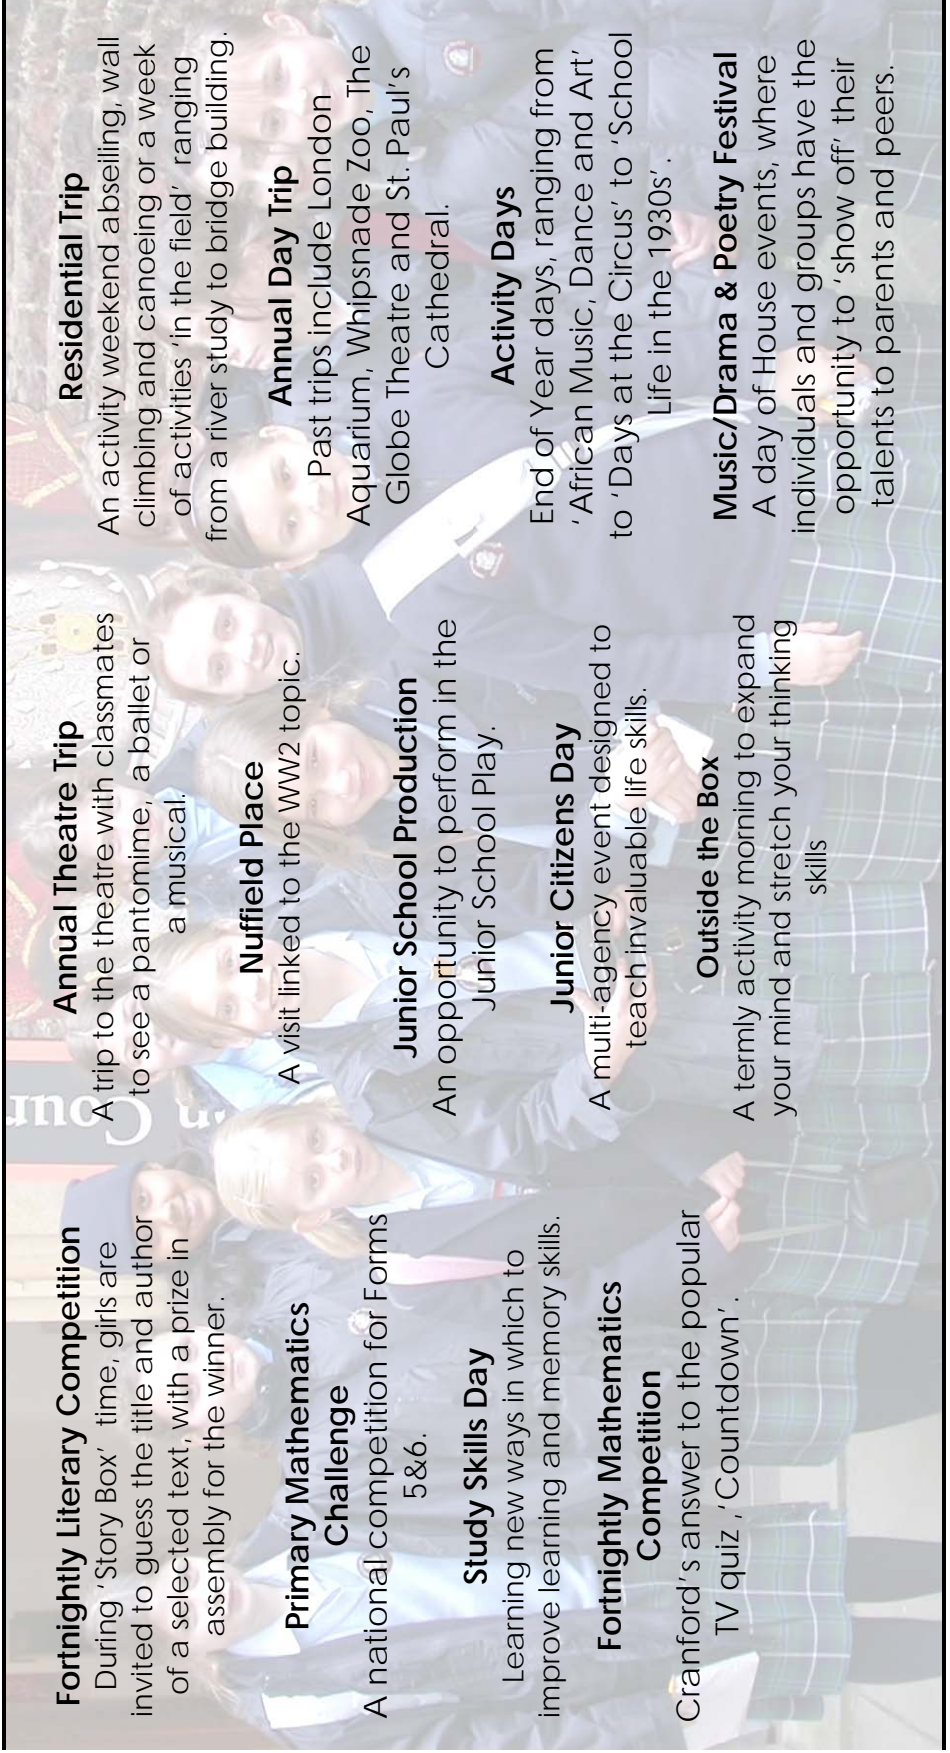 Fortnightly Literary Competition
During ‘Story Box’ time, girls are
invited to guess the title and author
of a selected text, with a prize in
assembly for the winner.
Primary Mathematics
Challenge
A national competition for Forms
5&6.
Study Skills Day
Learning new ways in which to
improve learning and memory skills.
Fortnightly Mathematics
Competition
Cranford’s answer to the popular
TV quiz ,‘Countdown’.
Annual Theatre Trip
A trip to the theatre with classmates
to see a pantomime, a ballet or
a musical.
Nuffield Place
A visit linked to the WW2 topic.
Junior School Production
An opportunity to perform in the
Junior School Play.
Junior Citizens Day
A multi-agency event designed to
teach invaluable life skills.
Outside the Box
A termly activity morning to expand
your mind and stretch your thinking
skills
Residential Trip
An activity weekend abseiling, wall
climbing and canoeing or a week
of activities ‘in the field’ ranging
from a river study to bridge building.
Annual Day Trip
Past trips include London
Aquarium, Whipsnade Zoo, The
Globe Theatre and St. Paul’s
Cathedral.
Activity Days
End of Year days, ranging from
‘African Music, Dance and Art’
to ‘Days at the Circus’ to ‘School
Life in the 1930s’.
Music/Drama & Poetry Festival
A day of House events, where
individuals and groups have the
opportunity to ‘show off’ their
talents to parents and peers.